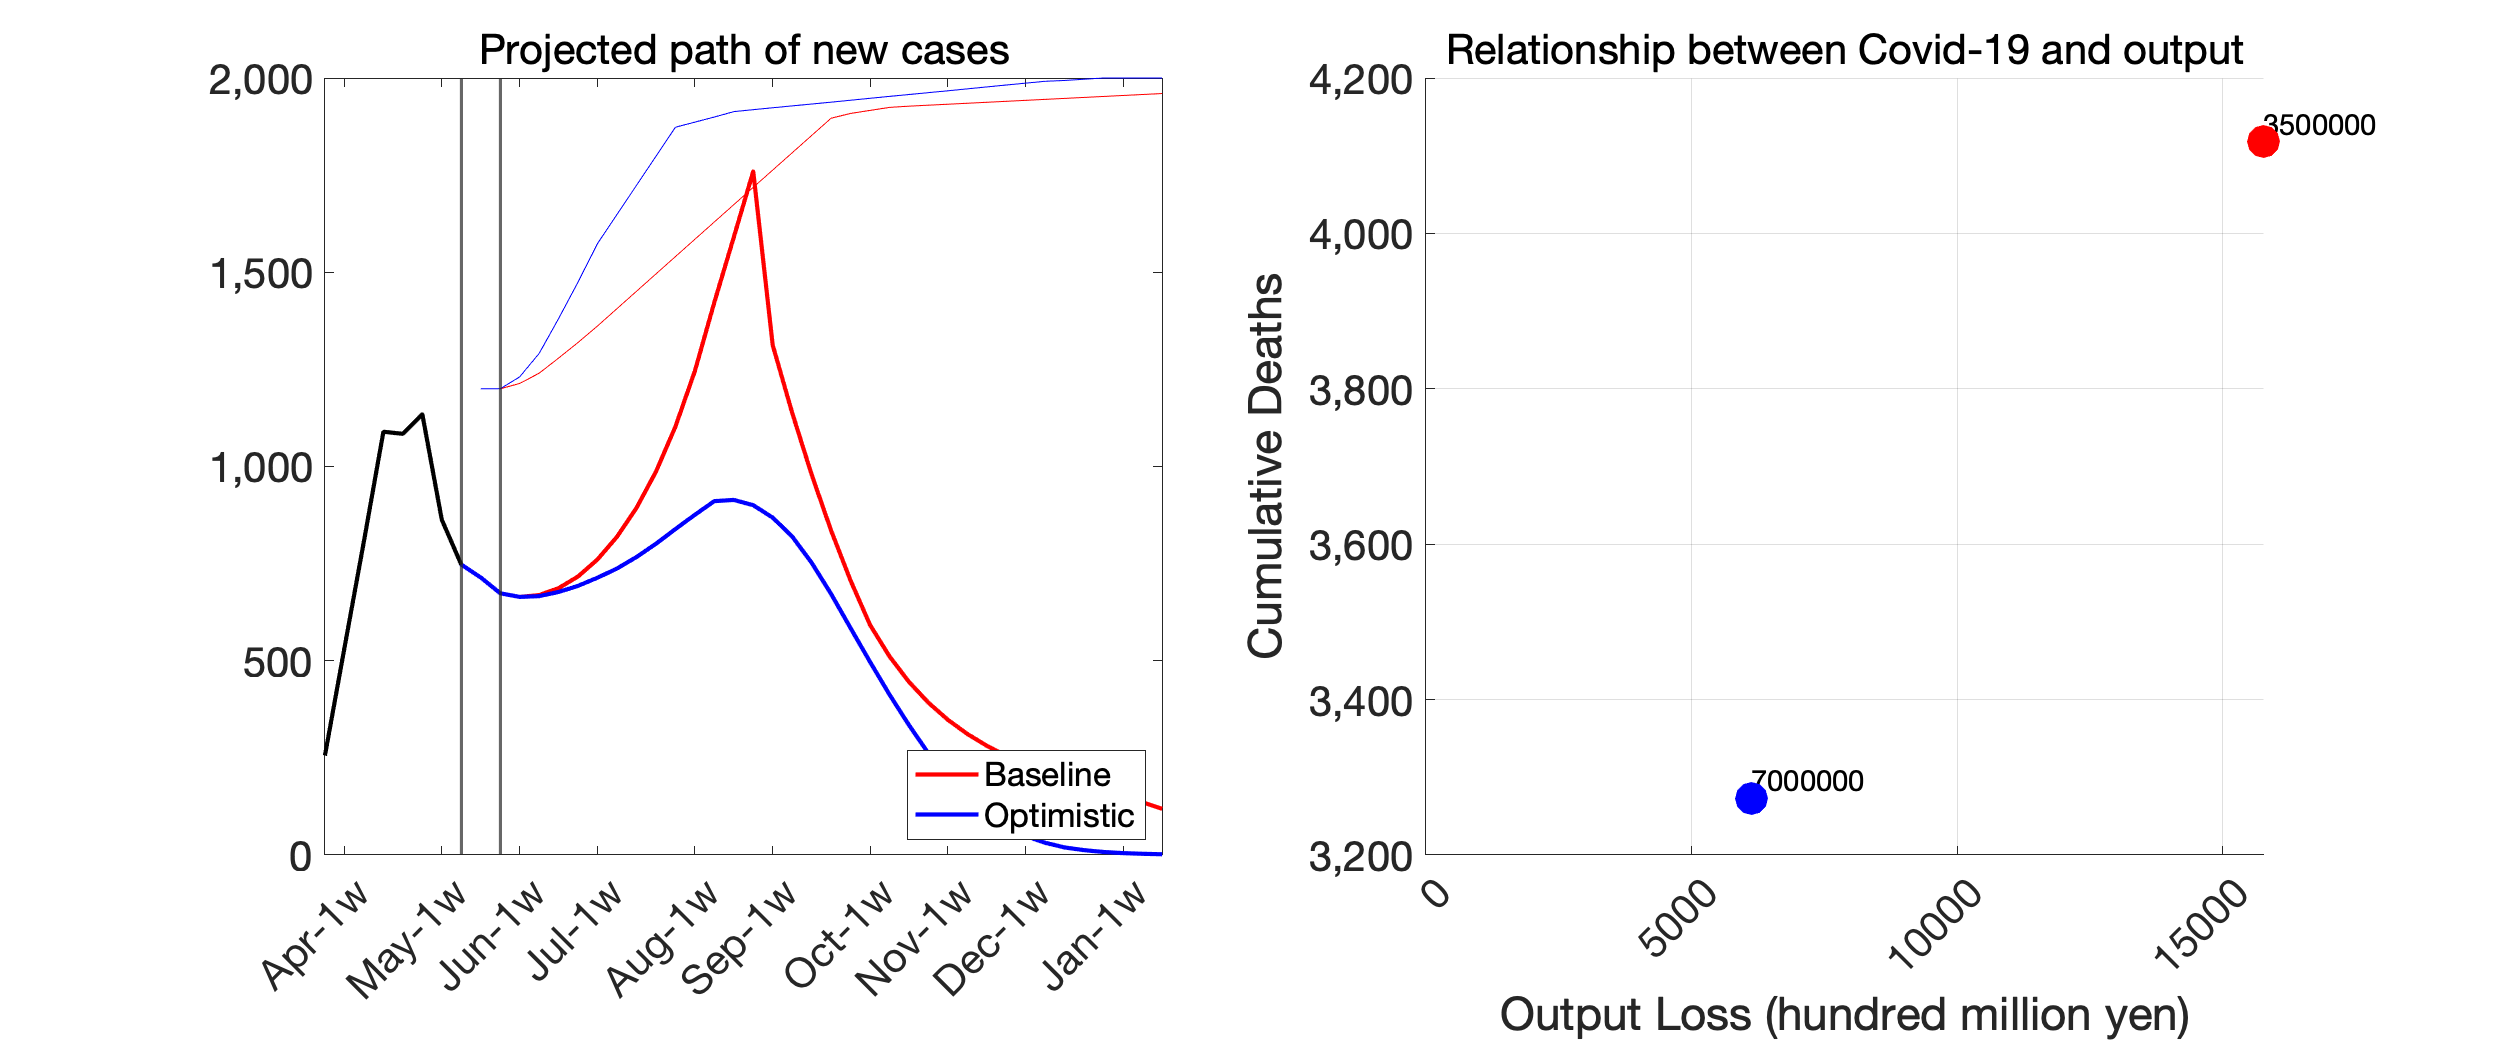 Projected path of new cases
2,000
1,500
1,000
500
0
Apr-1w
May-1w
Jun-1w
Jul-1w
Aug-1w
Sep-1w
Oct-1w
Nov-1w
Dec-1w
Jan-1w
Baseline
Optimistic
Relationship between Covid-19 and output
Cumulative Deaths
4,200
4,000
3,800
3,600
3,400
3,200
3500000
7000000
0
5000
10000
15000
Output Loss (hundred million yen)